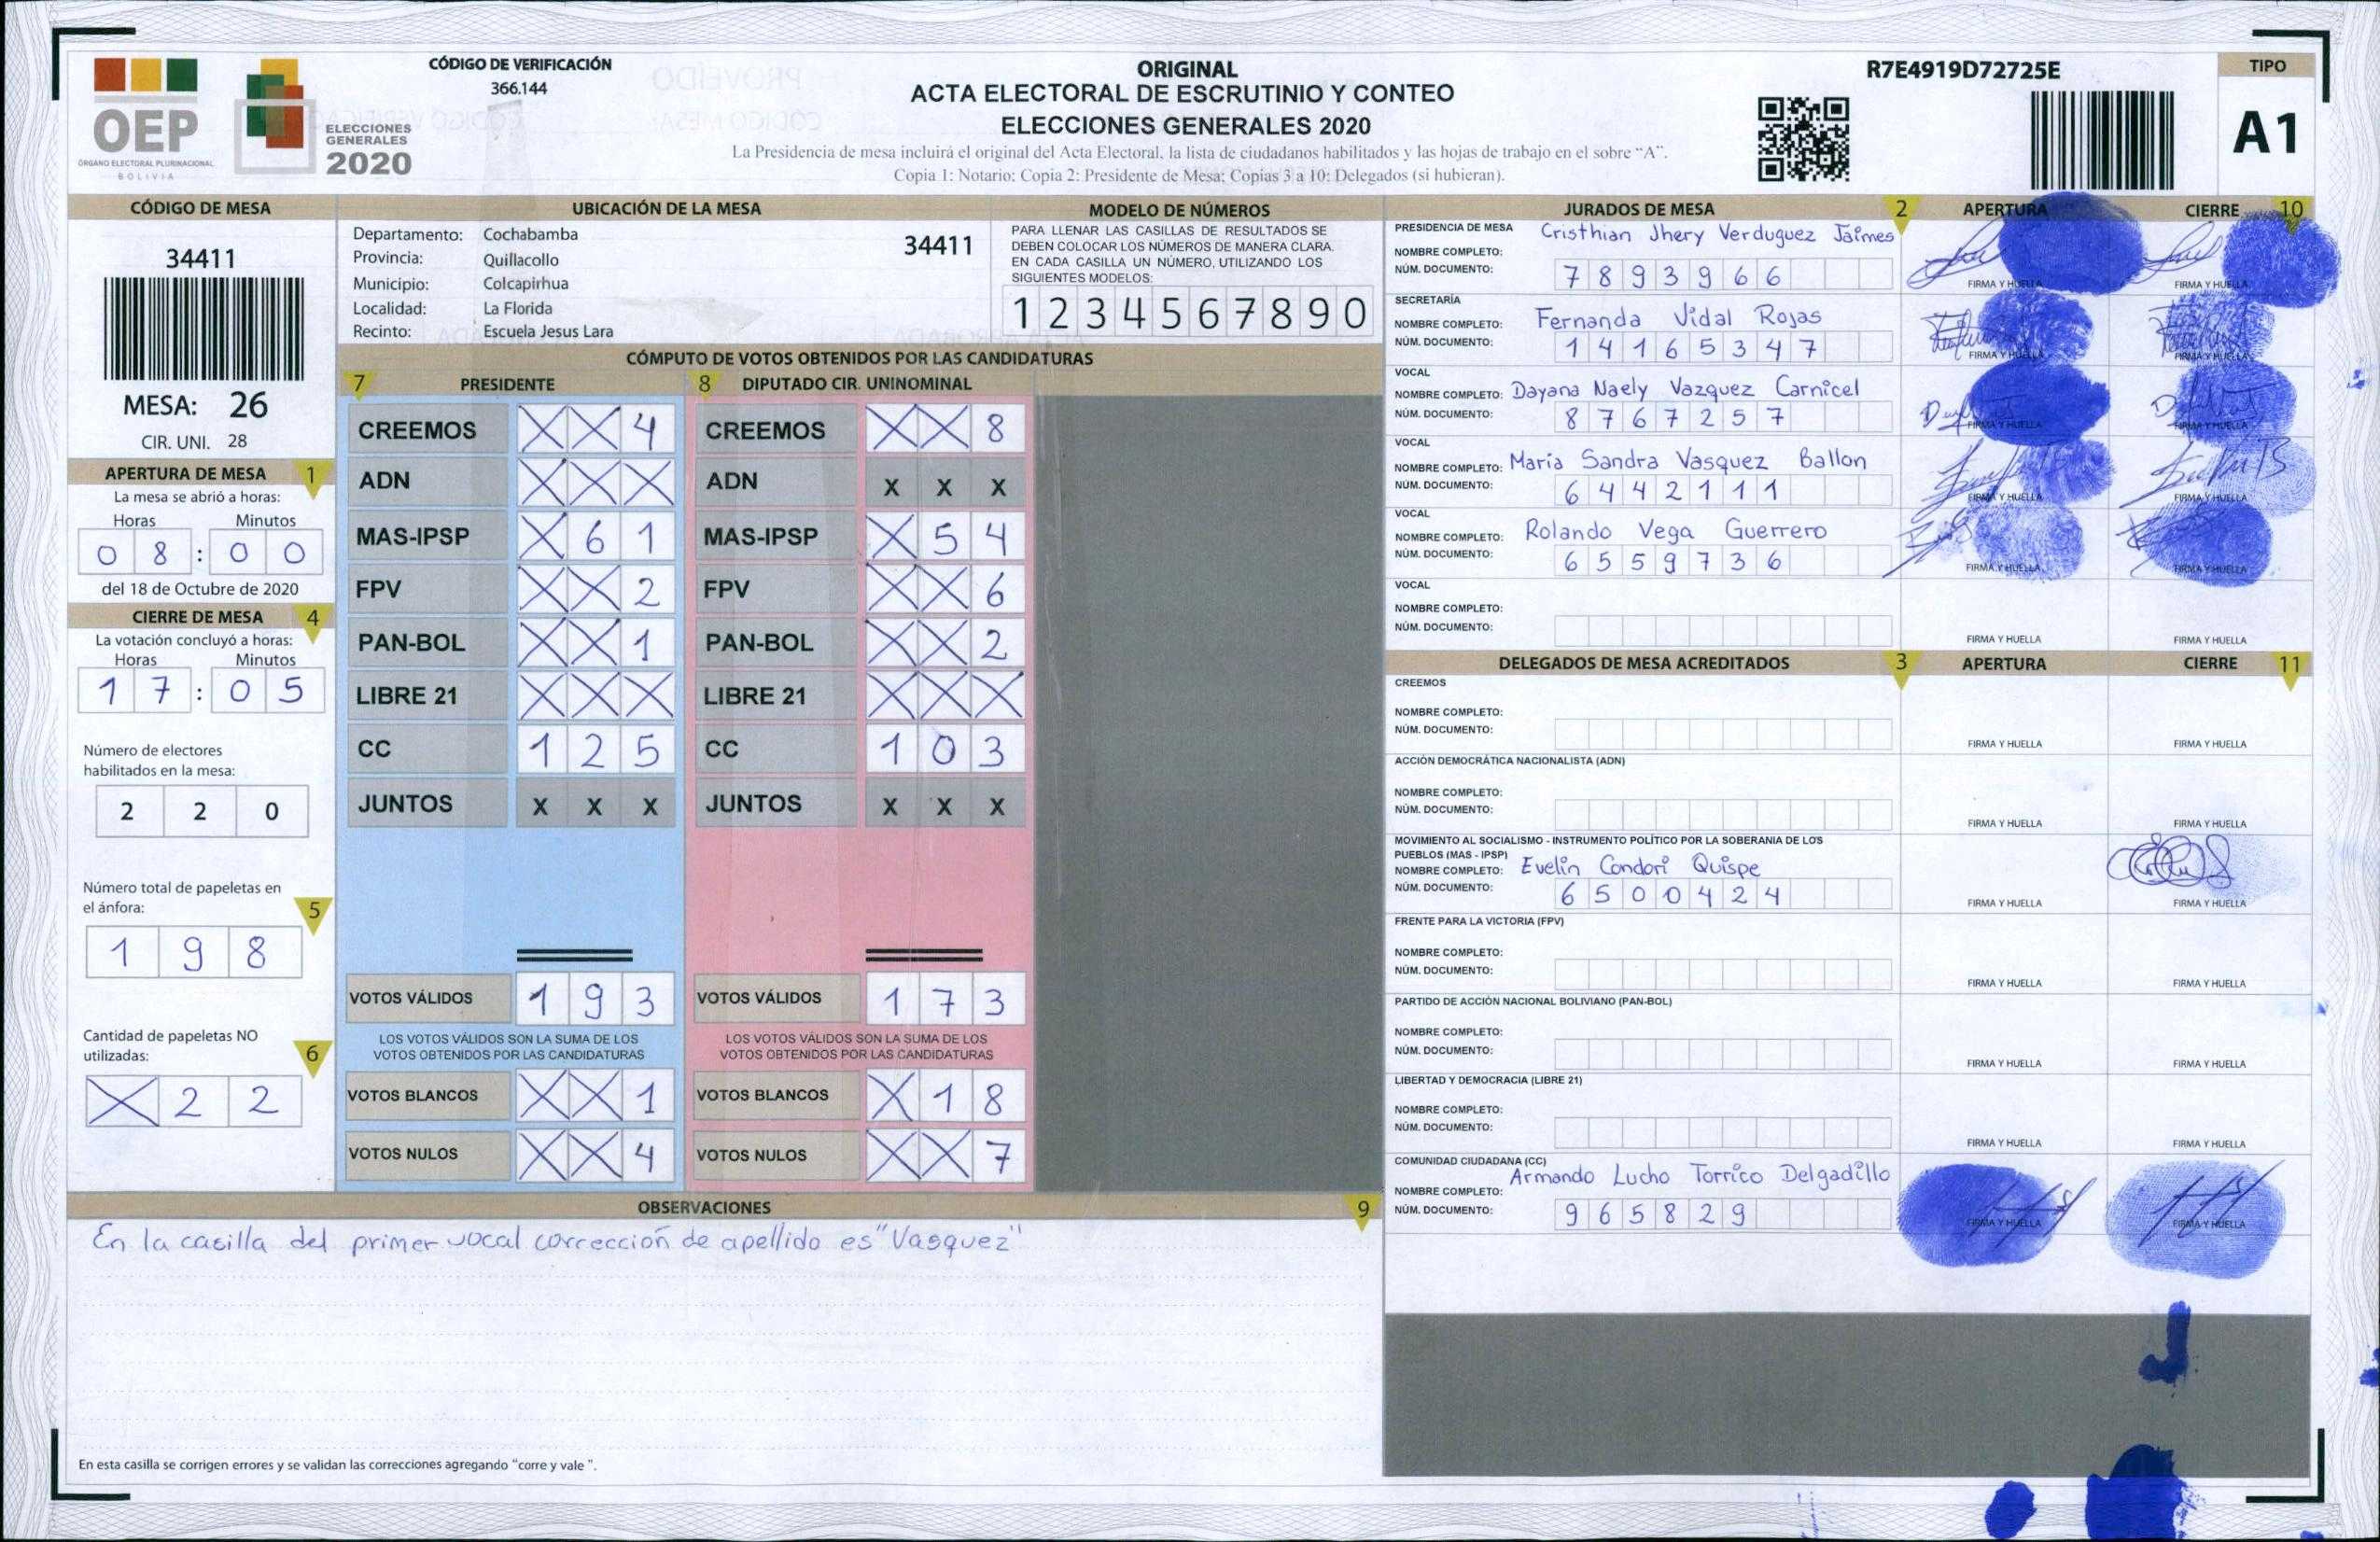 OEP
ÓRGANO ELECTORAL PLURINACIONAL
BOLIVIA
ELECCIONES
GENERALES
2020
CÓDIGO DE VERIFICACIÓN
366.144
ORIGINAL
ACTA ELECTORAL DE ESCRUTINIO Y CONTEO
ELECCIONES GENERALES 2020
La Presidencia de mesa incluirá el original del Acta Electoral, la lista de ciudadanos habilitados y las hojas de trabajo en el sobre "A".
Copia 1: Notario; Copia 2: Presidente de Mesa; Copias 3 a 10: Delegados (si hubieran).
R7E4919D72725E
TIPO
A1
CÓDIGO DE MESA
34411
MESA: 26
CIR. UNI. 28
APERTURA DE MESA 1
La mesa se abrió a horas:
Horas Minutos
0 8 : 0 0
del 18 de Octubre de 2020
CIERRE DE MESA 4
La votación concluyó a horas:
Horas Minutos
1 7 : 0 5
Número de electores
habilitados en la mesa:
2 2 0
Número total de papeletas en
el ánfora: 5
1 9 8
Cantidad de papeletas NO
utilizadas: 6
X 2 2
UBICACIÓN DE LA MESA
Departamento: Cochabamba 34411
Provincia: Quillacollo
Municipio: Colcapirhua
Localidad: La Florida
Recinto: Escuela Jesus Lara
MODELO DE NÚMEROS
PARA LLENAR LAS CASILLAS DE RESULTADOS SE
DEBEN COLOCAR LOS NÚMEROS DE MANERA CLARA.
EN CADA CASILLA UN NÚMERO, UTILIZANDO LOS
SIGUIENTES MODELOS:
1 2 3 4 5 6 7 8 9 0
CÓMPUTO DE VOTOS OBTENIDOS POR LAS CANDIDATURAS
7 PRESIDENTE 8 DIPUTADO CIR. UNINOMINAL
CREEMOS X X 4 CREEMOS X X 8
ADN X X X ADN X X X
MAS-IPSP X 6 1 MAS-IPSP X 5 4
FPV X X 2 FPV X X 6
PAN-BOL X X 1 PAN-BOL X X 2
LIBRE 21 X X X LIBRE 21 X X X
CC 1 2 5 CC 1 0 3
JUNTOS X X X JUNTOS X X X
VOTOS VÁLIDOS 1 9 3 VOTOS VÁLIDOS 1 7 3
LOS VOTOS VÁLIDOS SON LA SUMA DE LOS LOS VOTOS VÁLIDOS SON LA SUMA DE LOS
VOTOS OBTENIDOS POR LAS CANDIDATURAS VOTOS OBTENIDOS POR LAS CANDIDATURAS
VOTOS BLANCOS X X 1 VOTOS BLANCOS X 1 8
VOTOS NULOS X X 4 VOTOS NULOS X X 7
OBSERVACIONES 9
En la casilla del primer vocal corrección de apellido es "Vasquez"
En esta casilla se corrigen errores y se validan las correcciones agregando "corre y vale ".
JURADOS DE MESA 2 APERTURA CIERRE 10
PRESIDENCIA DE MESA Cristhian Jhery Verduguez Jaimes
NOMBRE COMPLETO:
NÚM. DOCUMENTO: 7 8 9 3 9 6 6
FIRMA Y HUELLA FIRMA Y HUELLA
SECRETARÍA
NOMBRE COMPLETO: Fernanda Vidal Rojas
NÚM. DOCUMENTO: 1 4 1 6 5 3 4 7
FIRMA Y HUELLA FIRMA Y HUELLA
VOCAL
NOMBRE COMPLETO: Dayana Naely Vazquez Carnicel
NÚM. DOCUMENTO: 8 7 6 7 2 5 7
FIRMA Y HUELLA FIRMA Y HUELLA
VOCAL
NOMBRE COMPLETO: Maria Sandra Vasquez Ballon
NÚM. DOCUMENTO: 6 4 4 2 1 1 1
FIRMA Y HUELLA FIRMA Y HUELLA
VOCAL
NOMBRE COMPLETO: Rolando Vega Guerrero
NÚM. DOCUMENTO: 6 5 5 9 7 3 6
FIRMA Y HUELLA FIRMA Y HUELLA
VOCAL
NOMBRE COMPLETO:
NÚM. DOCUMENTO:
FIRMA Y HUELLA FIRMA Y HUELLA
DELEGADOS DE MESA ACREDITADOS 3 APERTURA CIERRE 11
CREEMOS
NOMBRE COMPLETO:
NÚM. DOCUMENTO:
FIRMA Y HUELLA FIRMA Y HUELLA
ACCIÓN DEMOCRÁTICA NACIONALISTA (ADN)
NOMBRE COMPLETO:
NÚM. DOCUMENTO:
FIRMA Y HUELLA FIRMA Y HUELLA
MOVIMIENTO AL SOCIALISMO - INSTRUMENTO POLÍTICO POR LA SOBERANIA DE LOS
PUEBLOS (MAS - IPSP)
NOMBRE COMPLETO: Evelin Condori Quispe
NÚM. DOCUMENTO: 6 5 0 0 4 2 4
FIRMA Y HUELLA FIRMA Y HUELLA
FRENTE PARA LA VICTORIA (FPV)
NOMBRE COMPLETO:
NÚM. DOCUMENTO:
FIRMA Y HUELLA FIRMA Y HUELLA
PARTIDO DE ACCIÓN NACIONAL BOLIVIANO (PAN-BOL)
NOMBRE COMPLETO:
NÚM. DOCUMENTO:
FIRMA Y HUELLA FIRMA Y HUELLA
LIBERTAD Y DEMOCRACIA (LIBRE 21)
NOMBRE COMPLETO:
NÚM. DOCUMENTO:
FIRMA Y HUELLA FIRMA Y HUELLA
COMUNIDAD CIUDADANA (CC)
NOMBRE COMPLETO: Armando Lucho Torrico Delgadillo
NÚM. DOCUMENTO: 9 6 5 8 2 9
FIRMA Y HUELLA FIRMA Y HUELLA